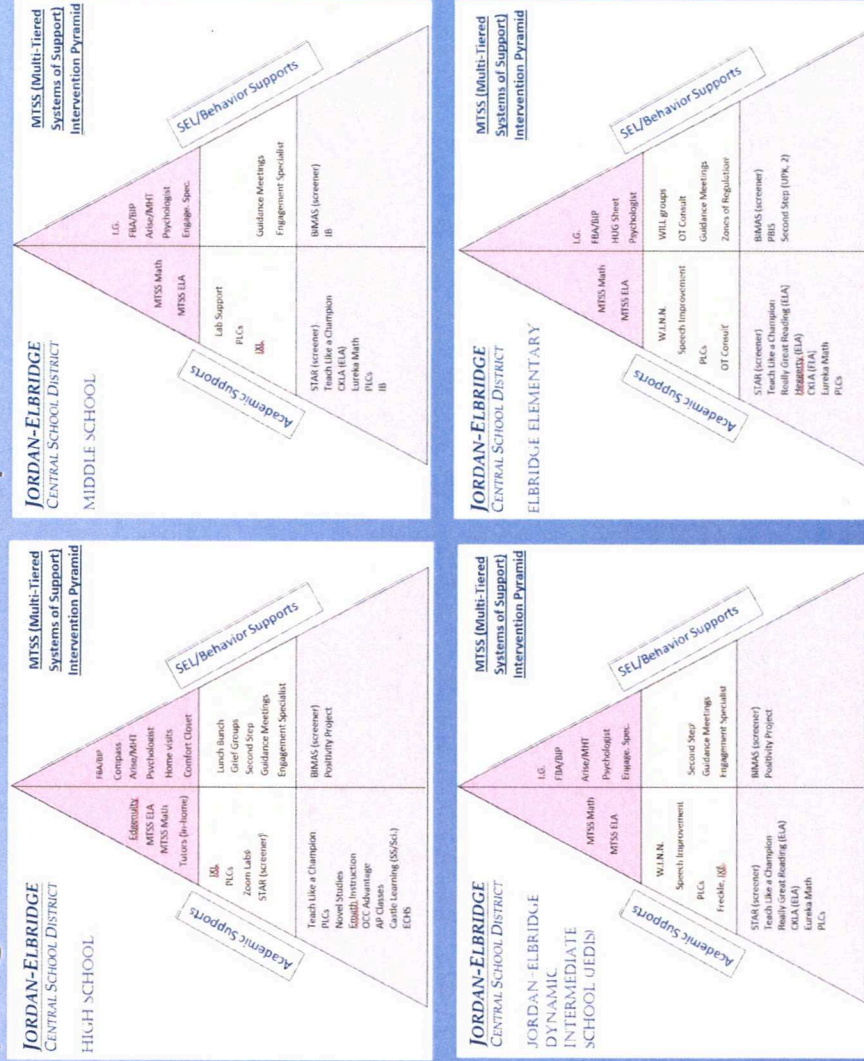 JORDAN-ELBRIDGE
CENTRAL SCHOOL DISTRICT
HIGH SCHOOL
MTSS (Multi-Tiered
Systems of Support)
Intervention Pyramid
Academic Supports
SEL/Behavior Supports
Edgenuity
MTSS ELA
MTSS Math
Tutors (in-home)
FBA/BIP
Compass
Arise/MHT
Psychologist
Home visits
Comfort Closet
IXL
PLCs
Zoom Labs
STAR (screener)
Lunch Bunch
Grief Groups
Second Step
Guidance Meetings
Engagement Specialist
Teach Like a Champion
PLCs
Novel Studies
Instruction
OCC Advantage
AP Classes
Castle Learning (SS/Sci.)
ECHS
BIMAS (screener)
Positivity Project
JORDAN-ELBRIDGE
CENTRAL SCHOOL DISTRICT
MIDDLE SCHOOL
MTSS (Multi-Tiered
Systems of Support)
Intervention Pyramid
Academic Supports
SEL/Behavior Supports
MTSS Math
MTSS ELA
I.G.
FBA/BIP
Arise/MHT
Psychologist
Engage. Spec.
Lab Support
PLCs
IXL
Guidance Meetings
Engagement Specialist
STAR (screener)
Teach Like a Champion
CKLA (ELA)
Eureka Math
PLCs
IB
BIMAS (screener)
IB
JORDAN-ELBRIDGE
CENTRAL SCHOOL DISTRICT
JORDAN-ELBRIDGE
DYNAMIC
INTERMEDIATE
SCHOOL (JEDIS)
MTSS (Multi-Tiered
Systems of Support)
Intervention Pyramid
Academic Supports
SEL/Behavior Supports
MTSS Math
MTSS ELA
I.G.
FBA/BIP
Arise/MHT
Psychologist
Engage. Spec.
W.I.N.N.
Speech Improvement
PLCs
Freckle, IXL
Second Step
Guidance Meetings
Engagement Specialist
STAR (screener)
Teach Like a Champion
Really Great Reading (ELA)
CKLA (ELA)
Eureka Math
PLCs
BIMAS (screener)
Positivity Project
JORDAN-ELBRIDGE
CENTRAL SCHOOL DISTRICT
ELBRIDGE ELEMENTARY
MTSS (Multi-Tiered
Systems of Support)
Intervention Pyramid
Academic Supports
SEL/Behavior Supports
MTSS Math
MTSS ELA
I.G.
FBA/BIP
HUG Sheet
Psychologist
W.I.N.N.
Speech Improvement
PLCs
OT Consult
WILL groups
OT Consult
Guidance Meetings
Zones of Regulation
STAR (screener)
Teach Like a Champion
Really Great Reading (ELA)
Heggerty (ELA)
CKLA (ELA)
Eureka Math
PLCs
BIMAS (screener)
PBIS
Second Step (UPK, 2)